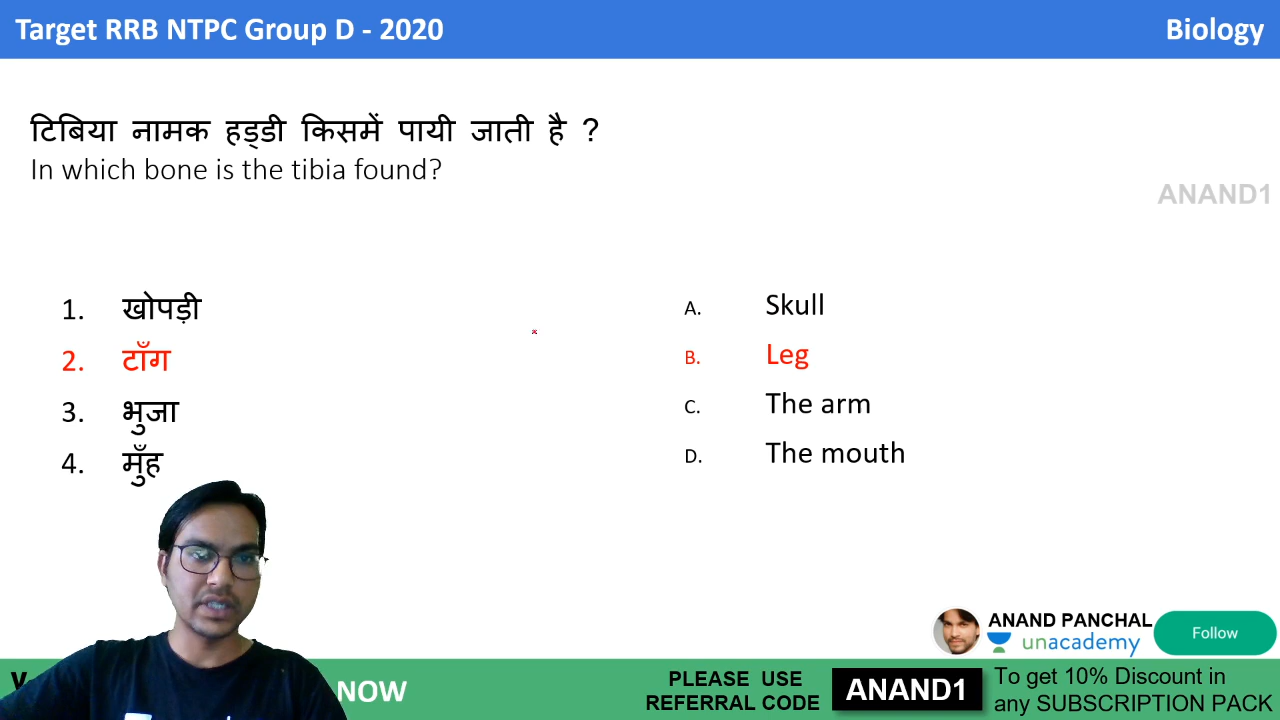 Target RRB NTPC Group D - 2020
Biology
टिबिया नामक हड्डी किसमें पायी जाती है ?
In which bone is the tibia found?
ANAND1
1. खोपड़ी
2. टाँग
3. भुजा
4. मुँह
A. Skull
B. Leg
C. The arm
D. The mouth
ANAND PANCHAL
unacademy
Follow
NOW
PLEASE USE
REFERRAL CODE
ANAND1
To get 10% Discount in
any SUBSCRIPTION PACK